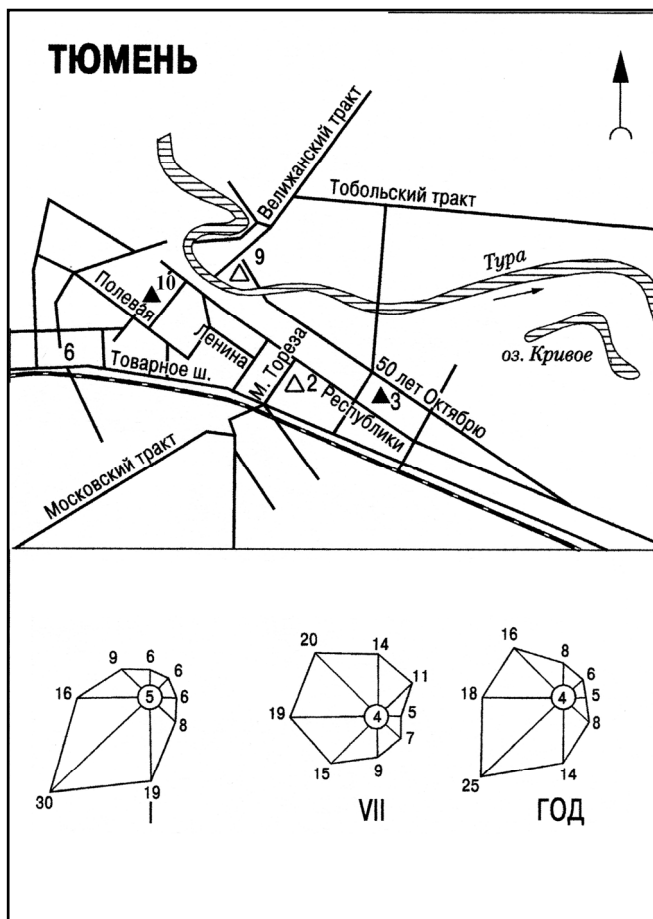 ТЮМЕНЬ
Велижанский тракт
Тобольский тракт
9
Тура
10
Полевая
Ленина
оз. Кривое
6
Товарное ш.
М. Тореза
2
3
50 лет Октябрю
Республики
Московский тракт
9 6 6 6 8 19 30 16 5
I
20 14 11 5 7 9 15 19 4
VII
16 8 6 5 8 14 25 18 4
ГОД